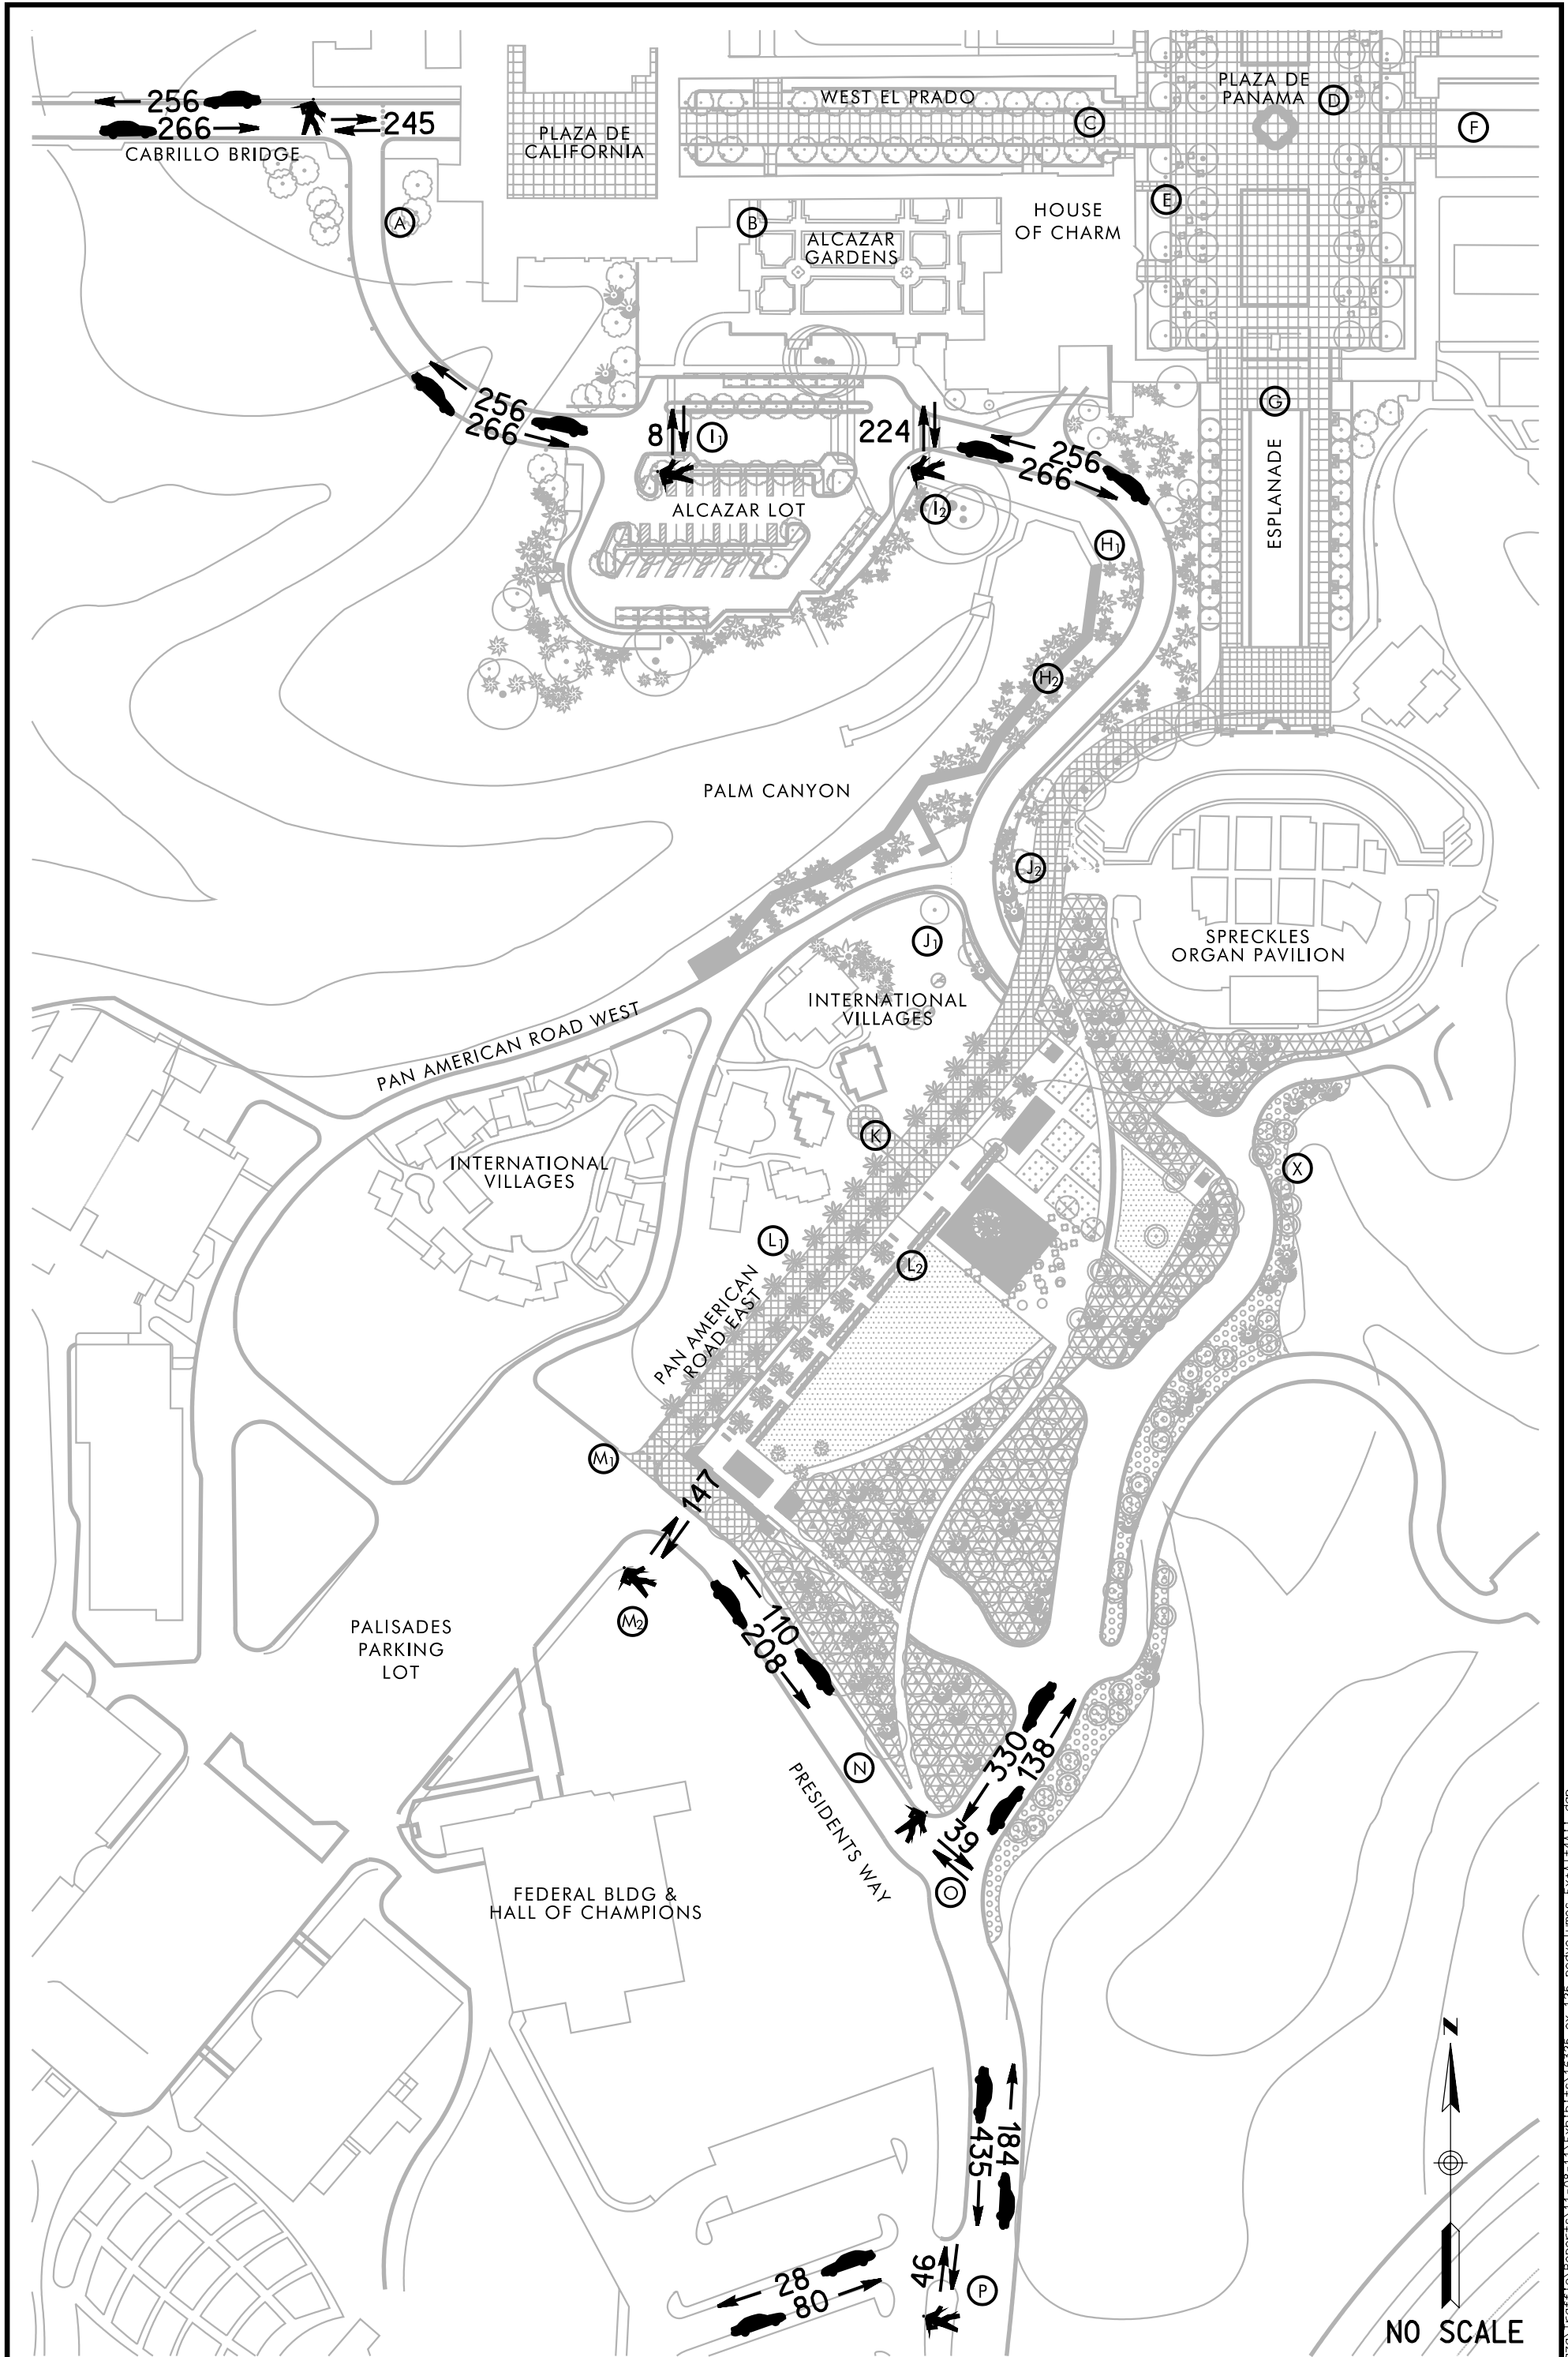 256
266
245
CABRILLO BRIDGE
PLAZA DE
CALIFORNIA
WEST EL PRADO
C
PLAZA DE
PANAMA
D
F
A
B
ALCAZAR
GARDENS
HOUSE
OF CHARM
E
256
266
8
I1
224
256
266
G
ESPLANADE
ALCAZAR LOT
I2
H1
H2
PALM CANYON
J2
J1
SPRECKLES
ORGAN PAVILION
INTERNATIONAL
VILLAGES
PAN AMERICAN ROAD WEST
K
INTERNATIONAL
VILLAGES
X
L1
L2
PAN AMERICAN
ROAD EAST
M1
147
M2
110
208
PALISADES
PARKING
LOT
N
330
138
PRESIDENTS WAY
139
O
FEDERAL BLDG &
HALL OF CHAMPIONS
184
435
46
P
28
80
N
NO SCALE